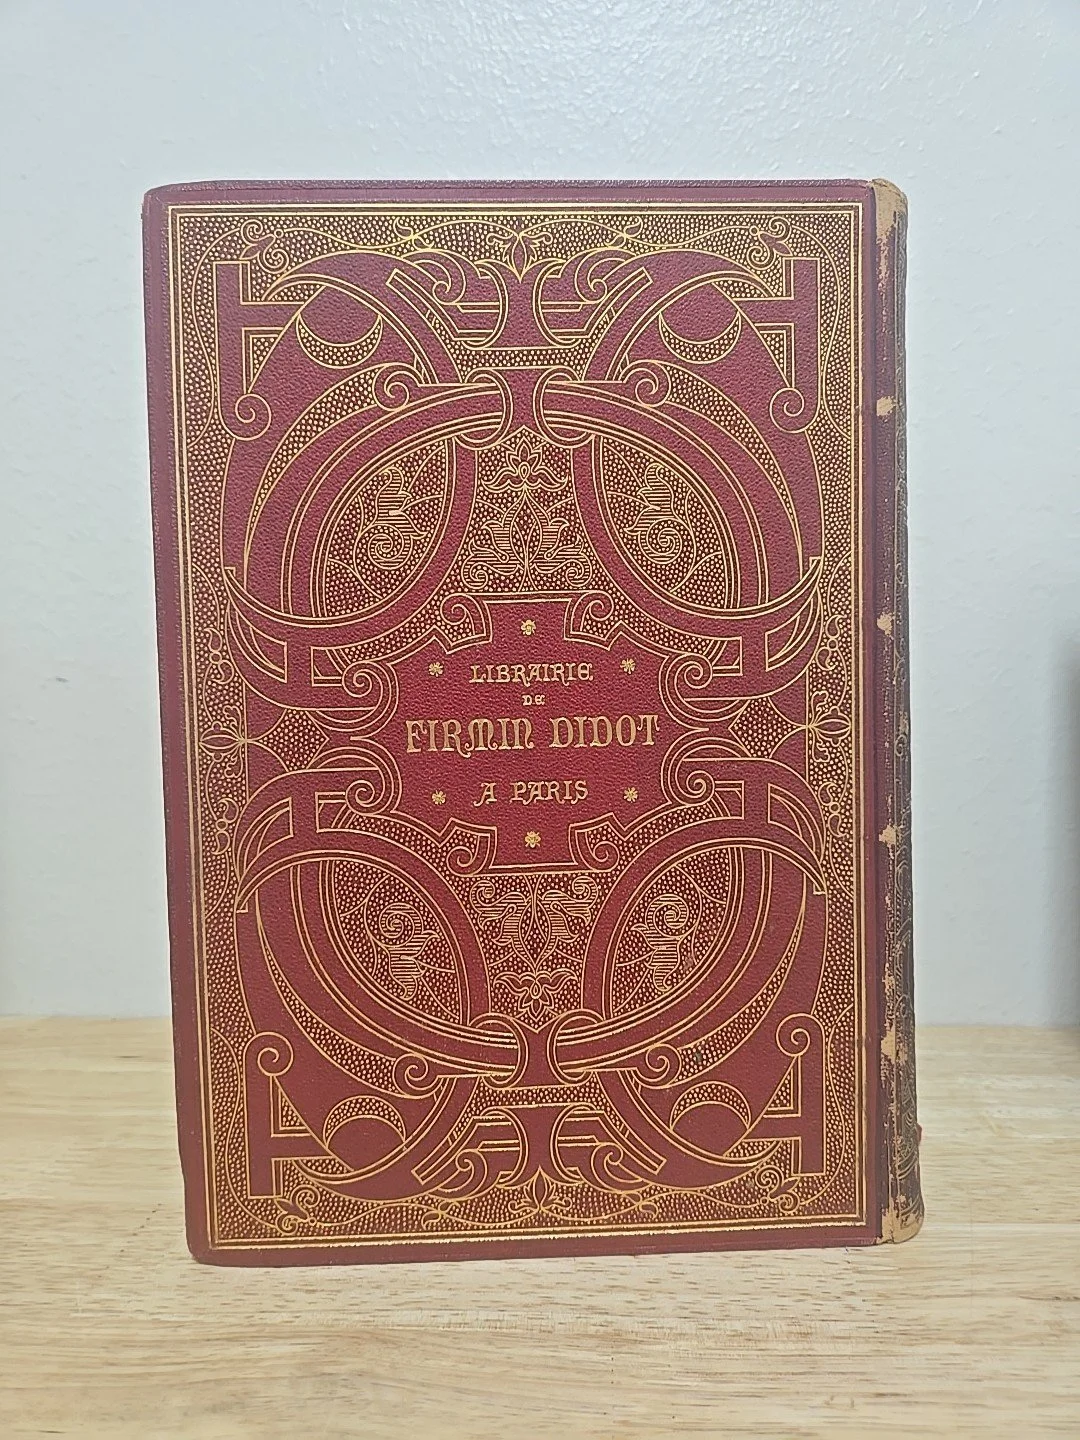 LIBRAIRIE
DE
FIRMIN DIDOT
A PARIS